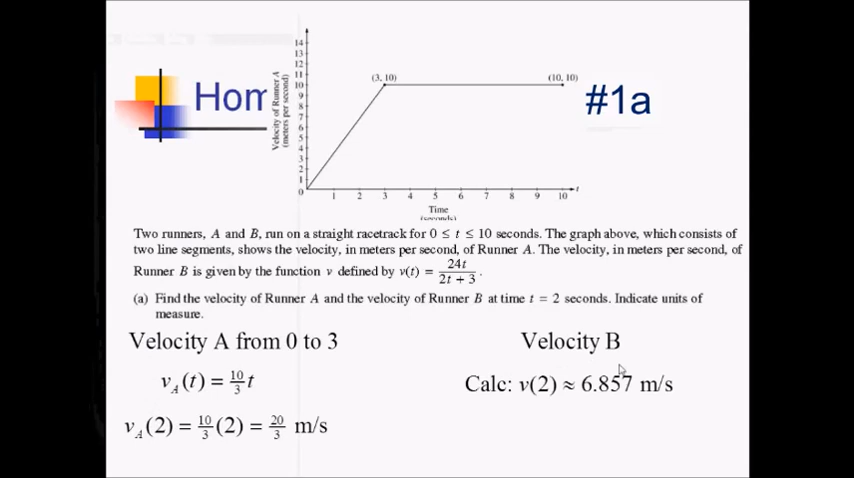 14
13
12
11
10
9
8
7
6
5
4
3
2
1
0
(3, 10)
(10, 10)
Velocity of Runner A
(meters per second)
Hom
#1a
1 2 3 4 5 6 7 8 9 10
t
Time
(seconds)
Two runners, A and B, run on a straight racetrack for 0 ≤ t ≤ 10 seconds. The graph above, which consists of
two line segments, shows the velocity, in meters per second, of Runner A. The velocity, in meters per second, of
Runner B is given by the function v defined by v(t) = 24t / 2t + 3 .
(a) Find the velocity of Runner A and the velocity of Runner B at time t = 2 seconds. Indicate units of
measure.
Velocity A from 0 to 3
v_A(t) = 10/3 t
v_A(2) = 10/3 (2) = 20/3 m/s
Velocity B
Calc: v(2) ≈ 6.857 m/s